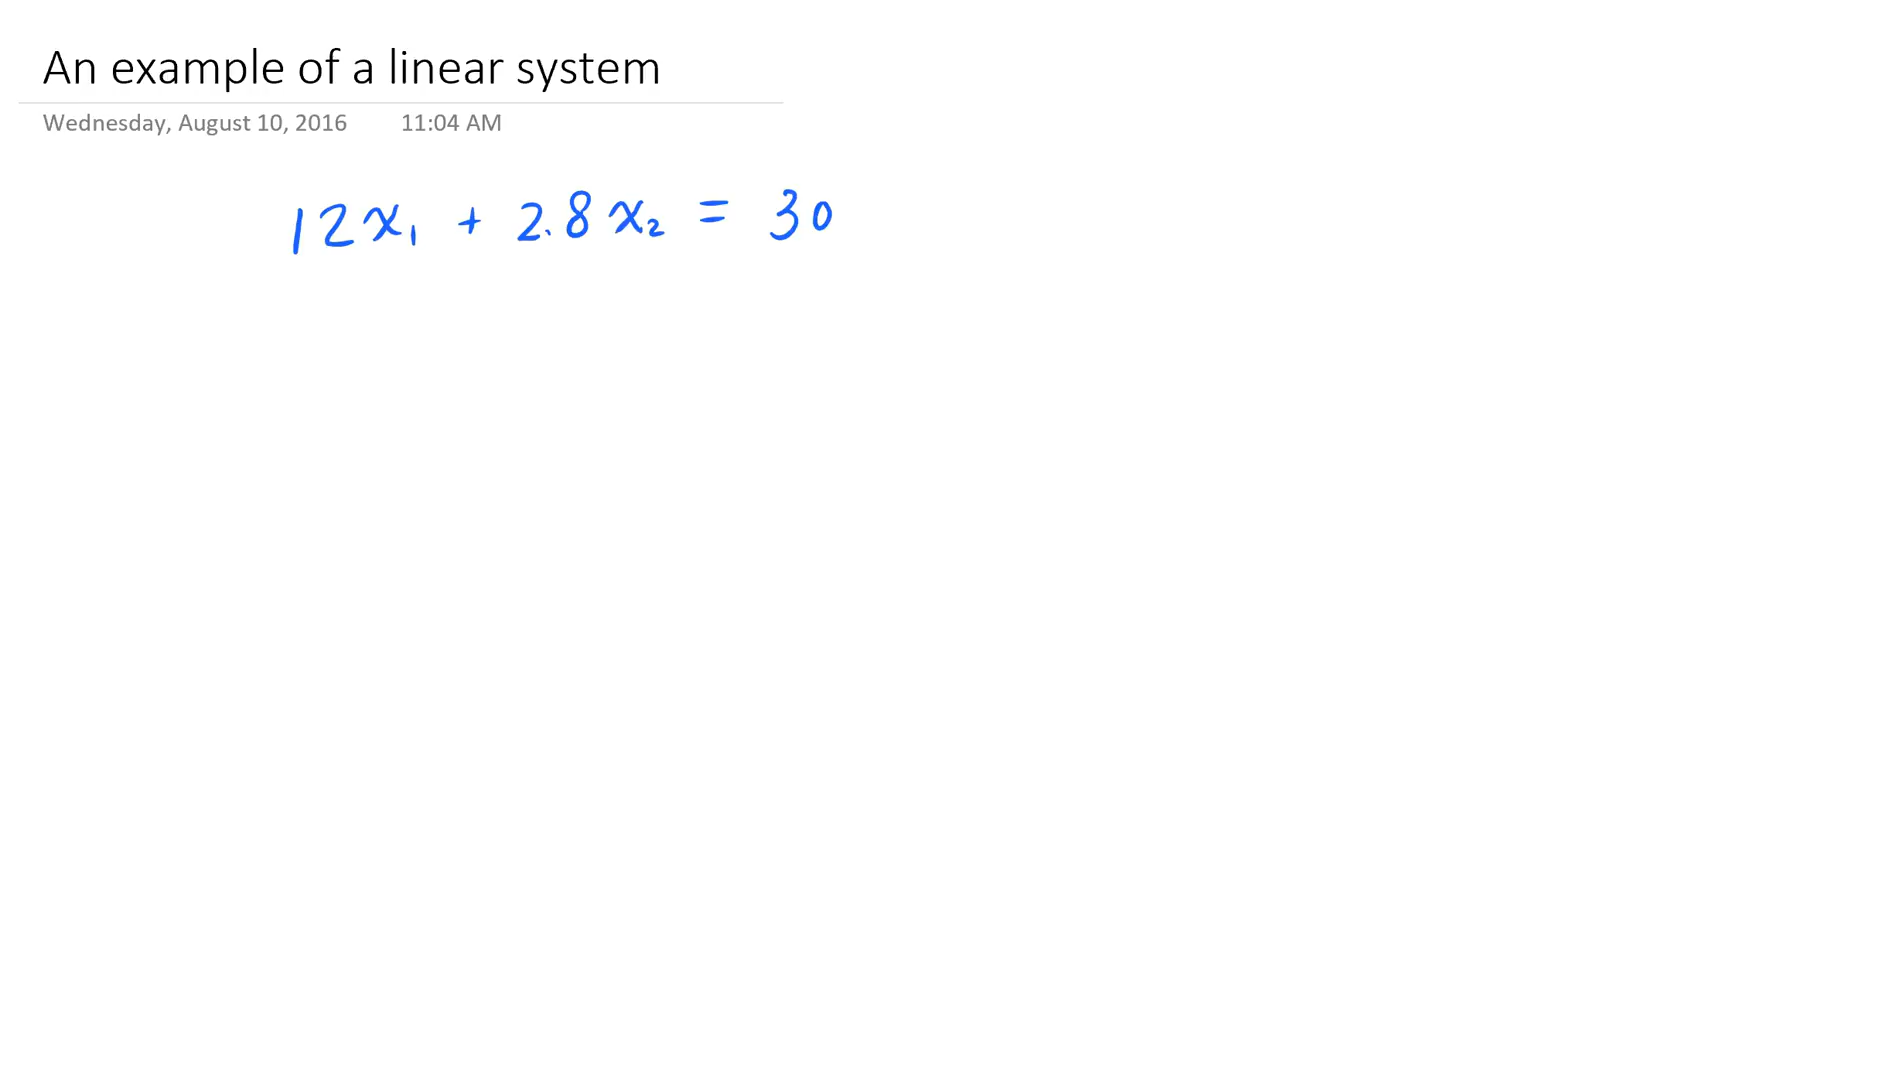 An example of a linear system
Wednesday, August 10, 2016 11:04 AM
12x₁ + 2.8x₂ = 30